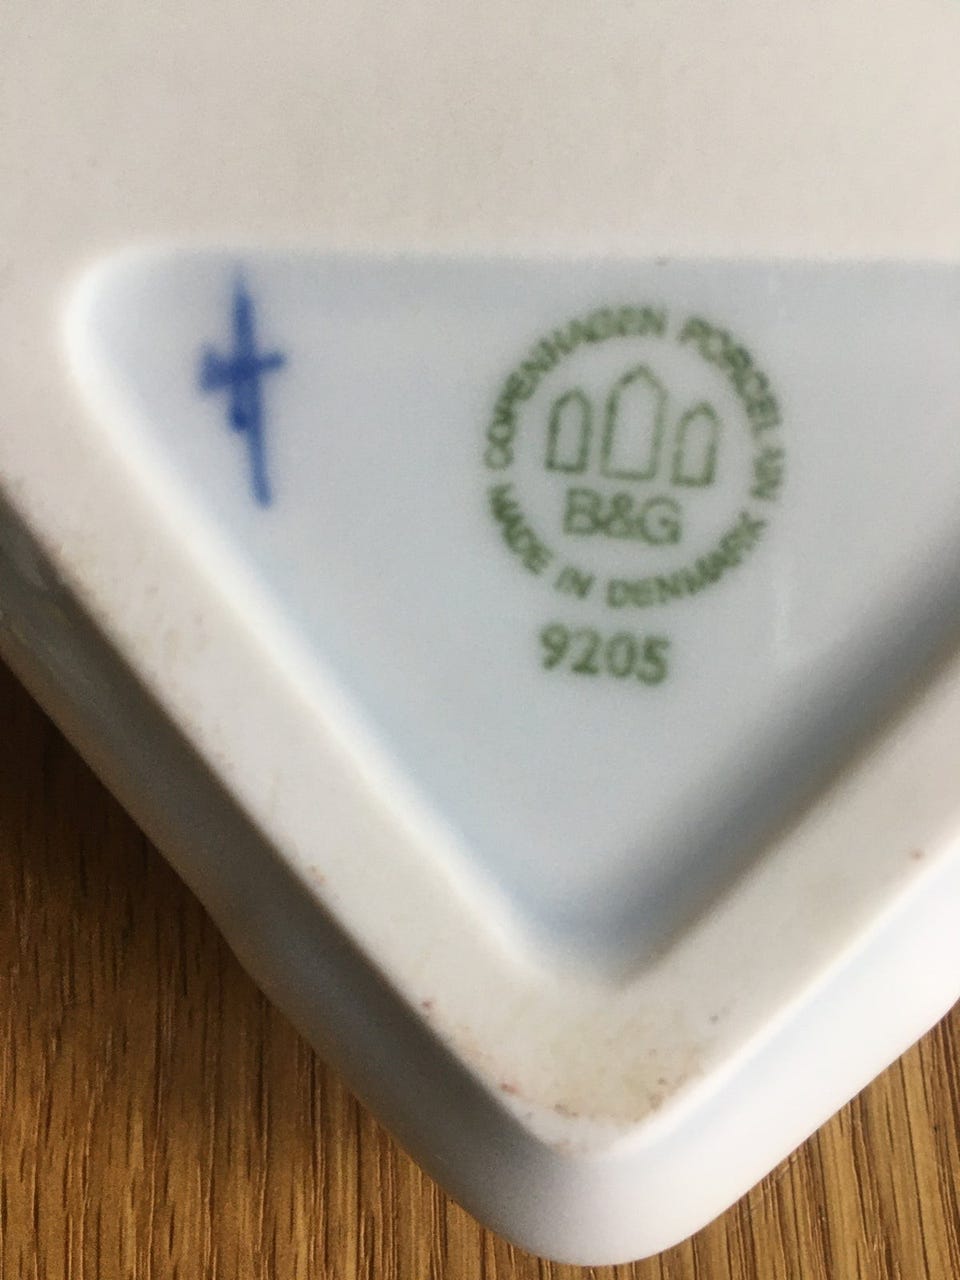 COPENHAGEN PORCELAIN
B&G
MADE IN DENMARK
9205